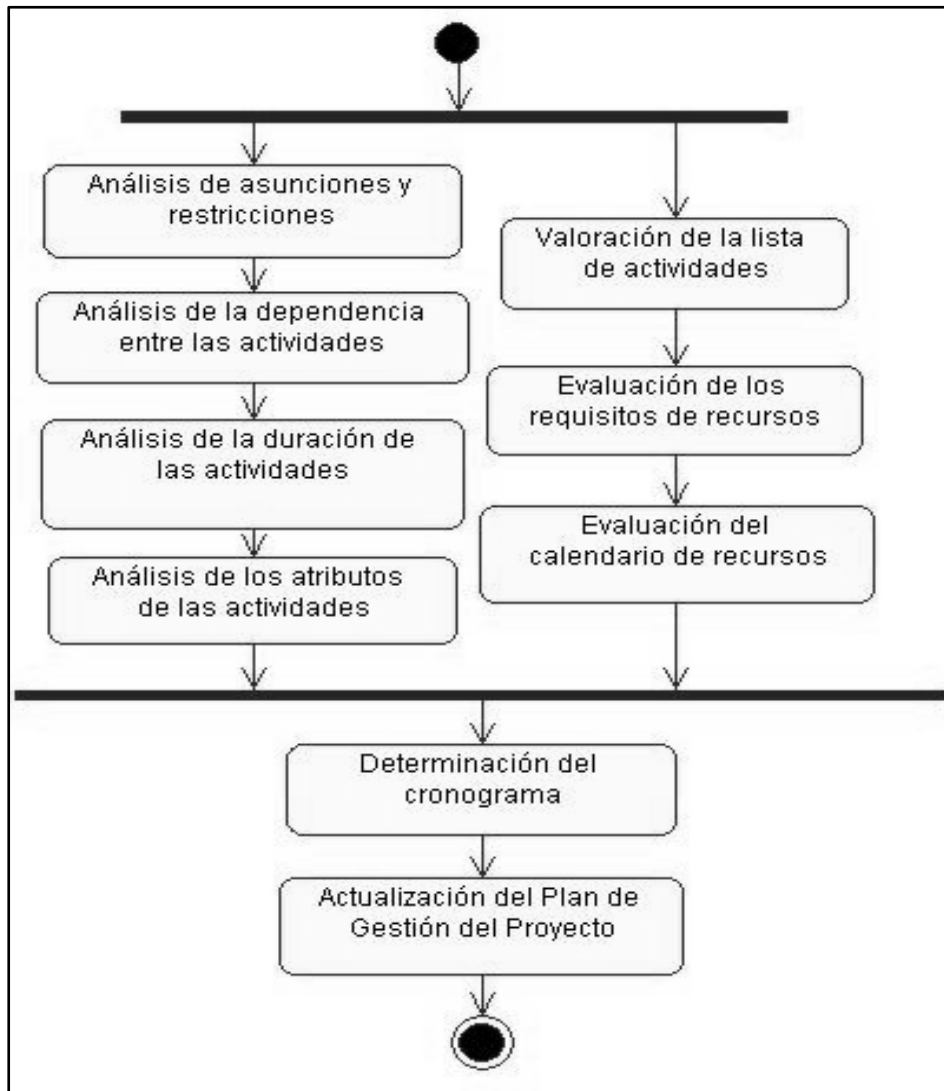 Análisis de asunciones y
restricciones
Análisis de la dependencia
entre las actividades
Análisis de la duración de
las actividades
Análisis de los atributos
de las actividades
Valoración de la lista
de actividades
Evaluación de los
requisitos de recursos
Evaluación del
calendario de recursos
Determinación del
cronograma
Actualización del Plan de
Gestión del Proyecto